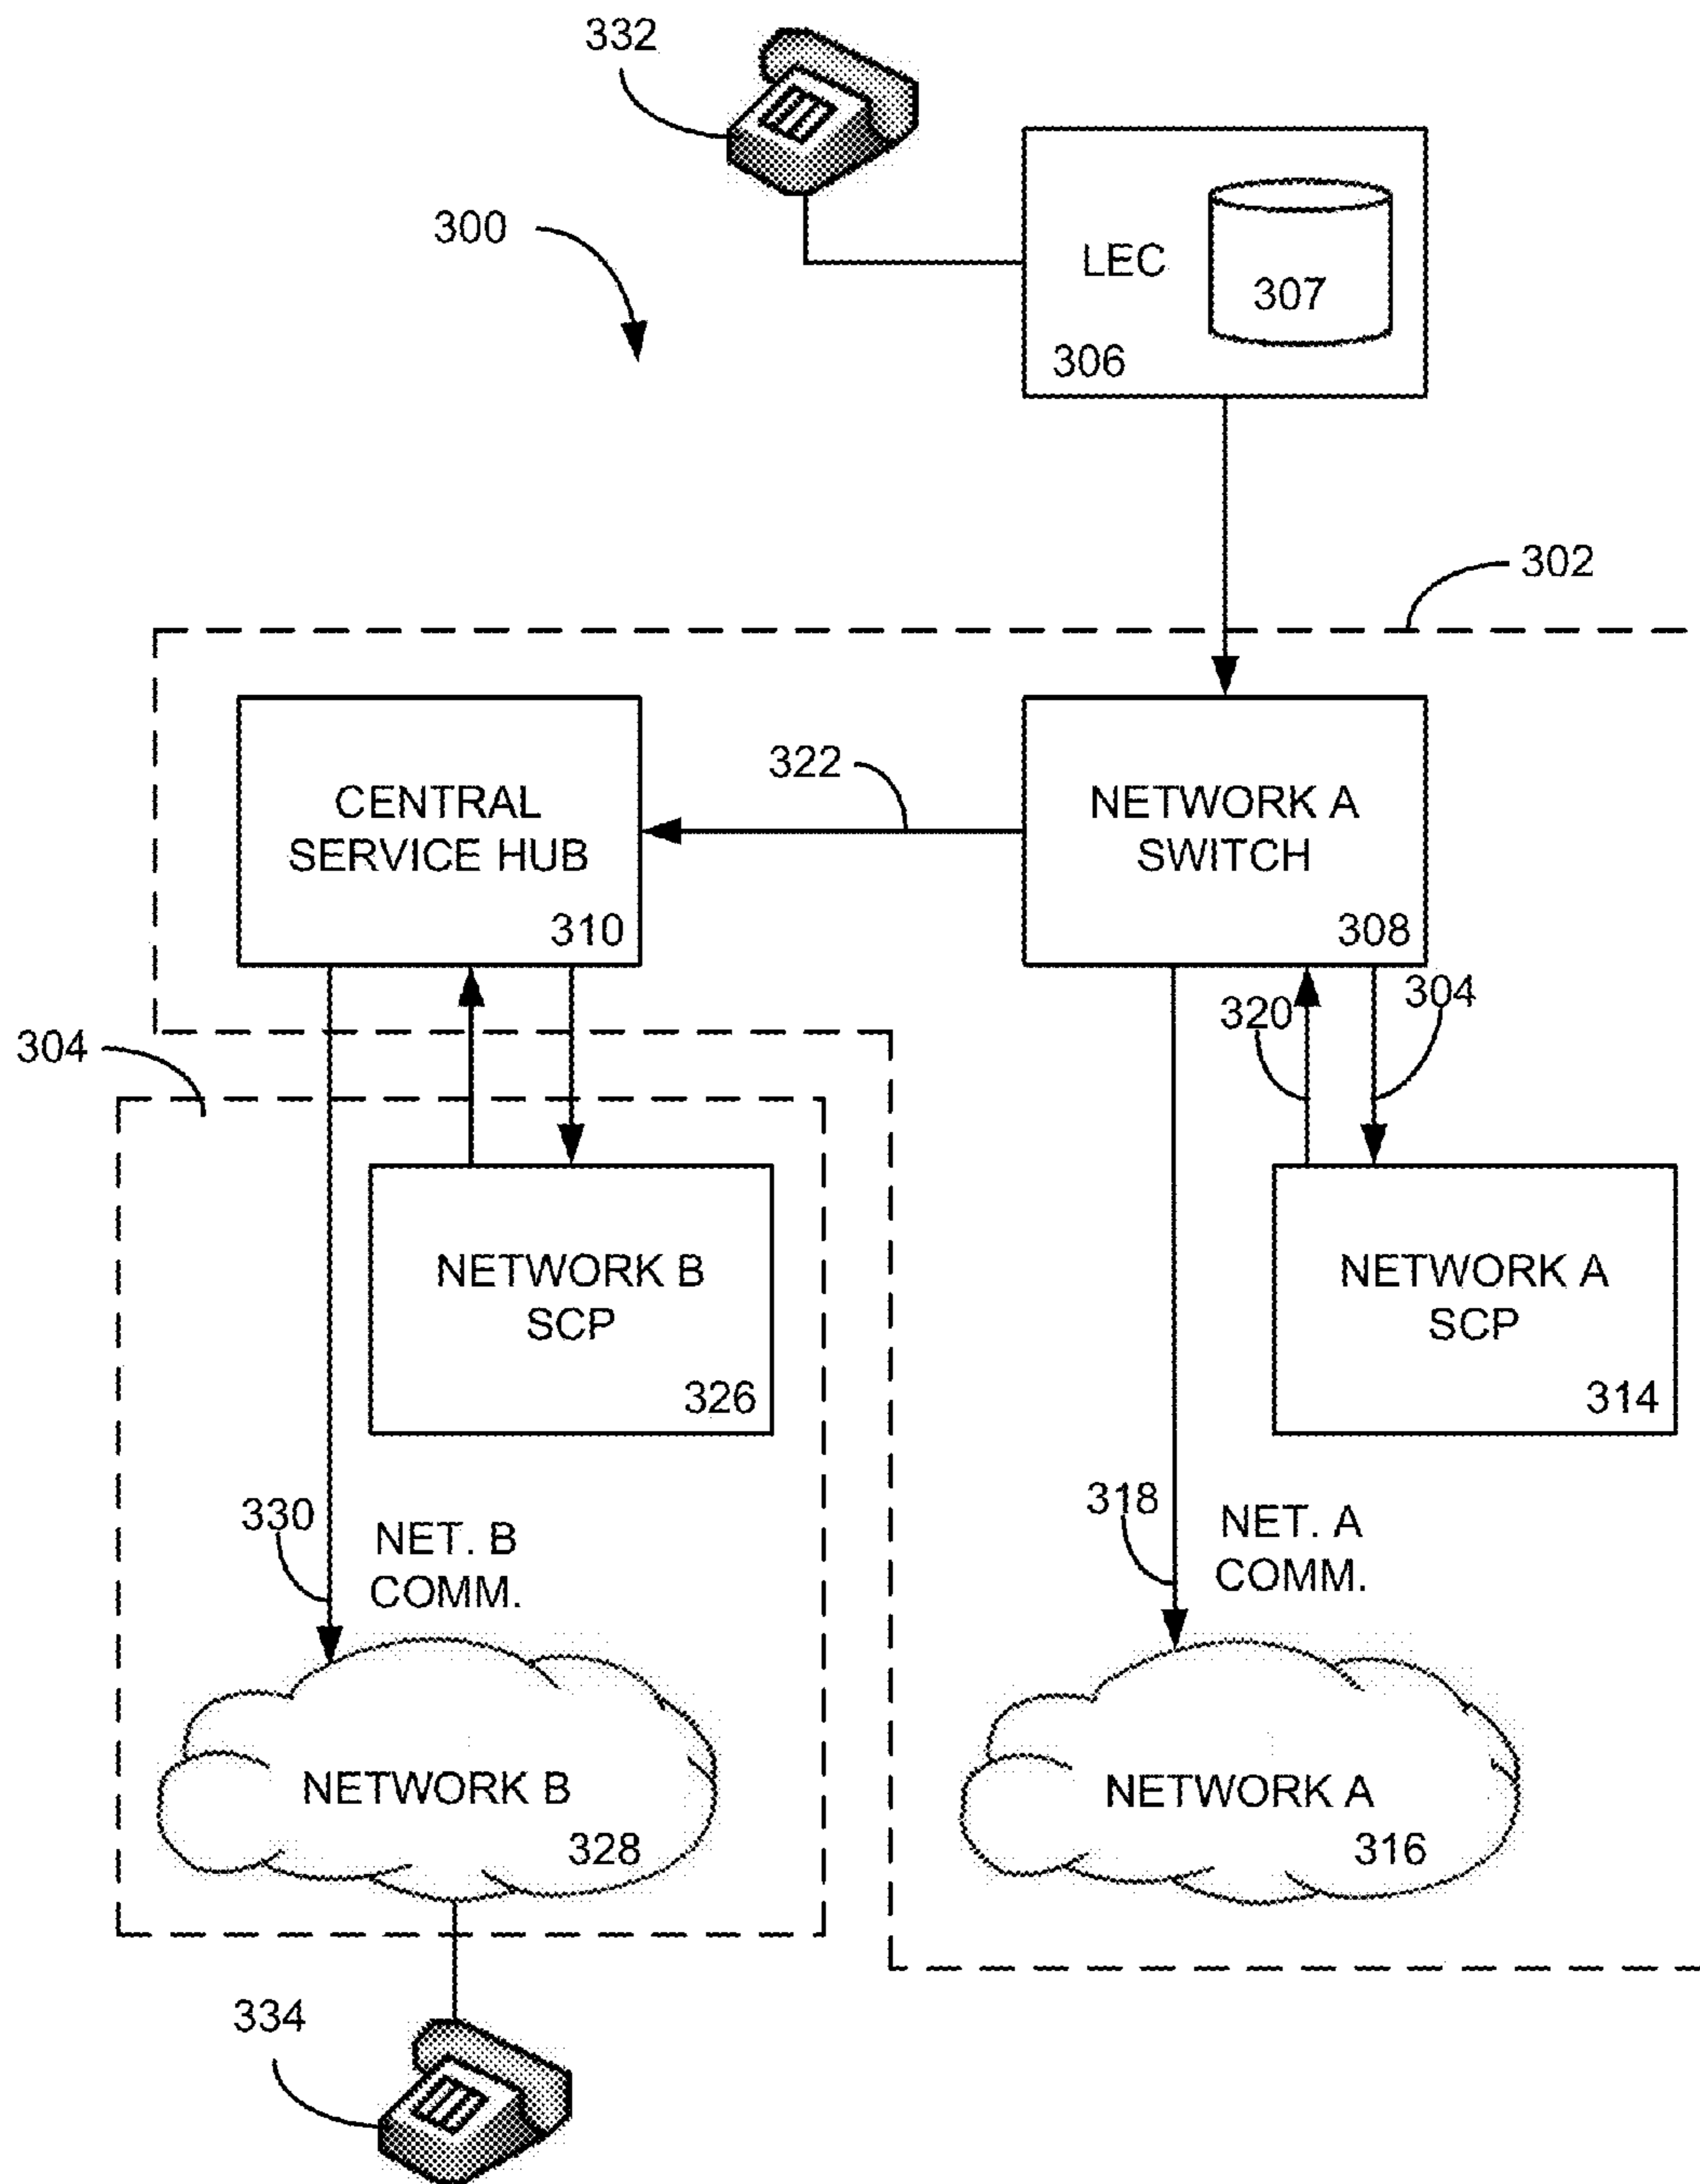 332
300
LEC
307
306
302
322
CENTRAL
SERVICE HUB
310
NETWORK A
SWITCH
308
304
320
304
NETWORK B
SCP
326
NETWORK A
SCP
314
330
NET. B
COMM.
318
NET. A
COMM.
NETWORK B
328
NETWORK A
316
334